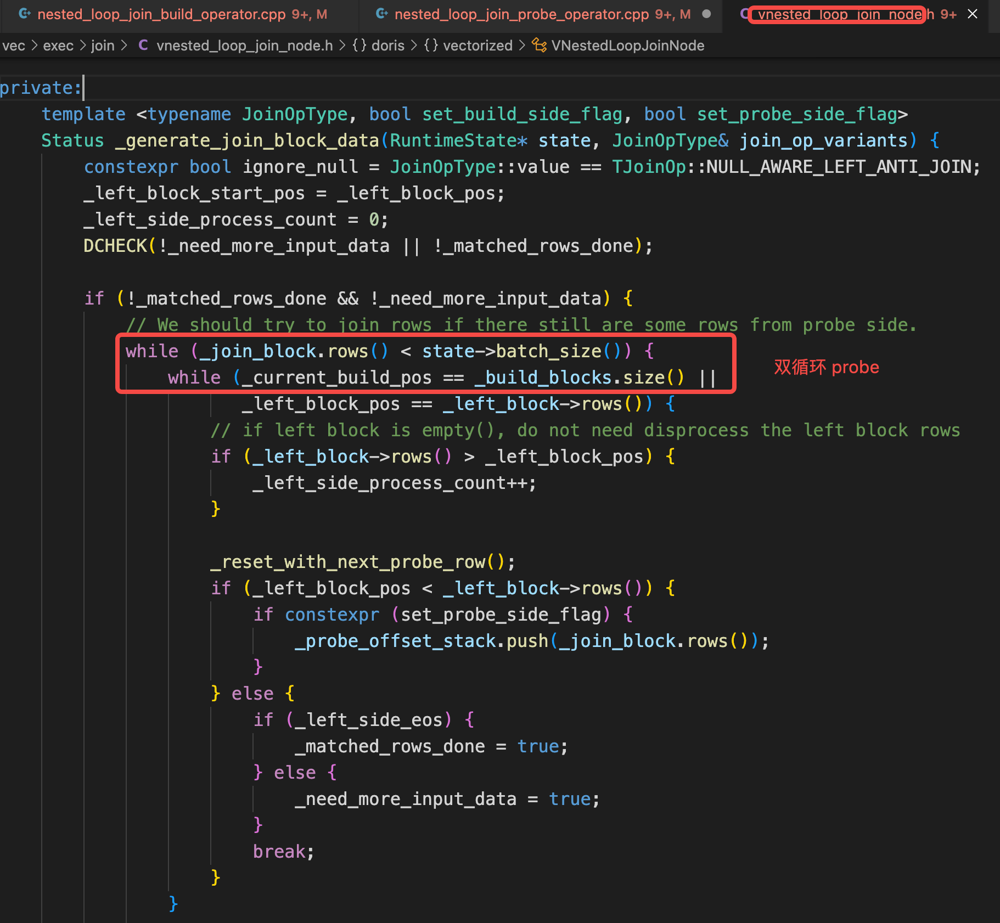 nested_loop_join_build_operator.cpp 9+, M nested_loop_join_probe_operator.cpp 9+, M vnested_loop_join_node.h 9+
vec > exec > join > C vnested_loop_join_node.h > {} doris > {} vectorized > VNestedLoopJoinNode
private:
template <typename JoinOpType, bool set_build_side_flag, bool set_probe_side_flag>
Status _generate_join_block_data(RuntimeState* state, JoinOpType& join_op_variants) {
constexpr bool ignore_null = JoinOpType::value == TJoinOp::NULL_AWARE_LEFT_ANTI_JOIN;
_left_block_start_pos = _left_block_pos;
_left_side_process_count = 0;
DCHECK(!_need_more_input_data || !_matched_rows_done);
if (!_matched_rows_done && !_need_more_input_data) {
// We should try to join rows if there still are some rows from probe side.
while (_join_block.rows() < state->batch_size()) {
双循环 probe
while (_current_build_pos == _build_blocks.size() ||
_left_block_pos == _left_block->rows()) {
// if left block is empty(), do not need disprocess the left block rows
if (_left_block->rows() > _left_block_pos) {
_left_side_process_count++;
}
_reset_with_next_probe_row();
if (_left_block_pos < _left_block->rows()) {
if constexpr (set_probe_side_flag) {
_probe_offset_stack.push(_join_block.rows());
}
} else {
if (_left_side_eos) {
_matched_rows_done = true;
} else {
_need_more_input_data = true;
}
break;
}
}